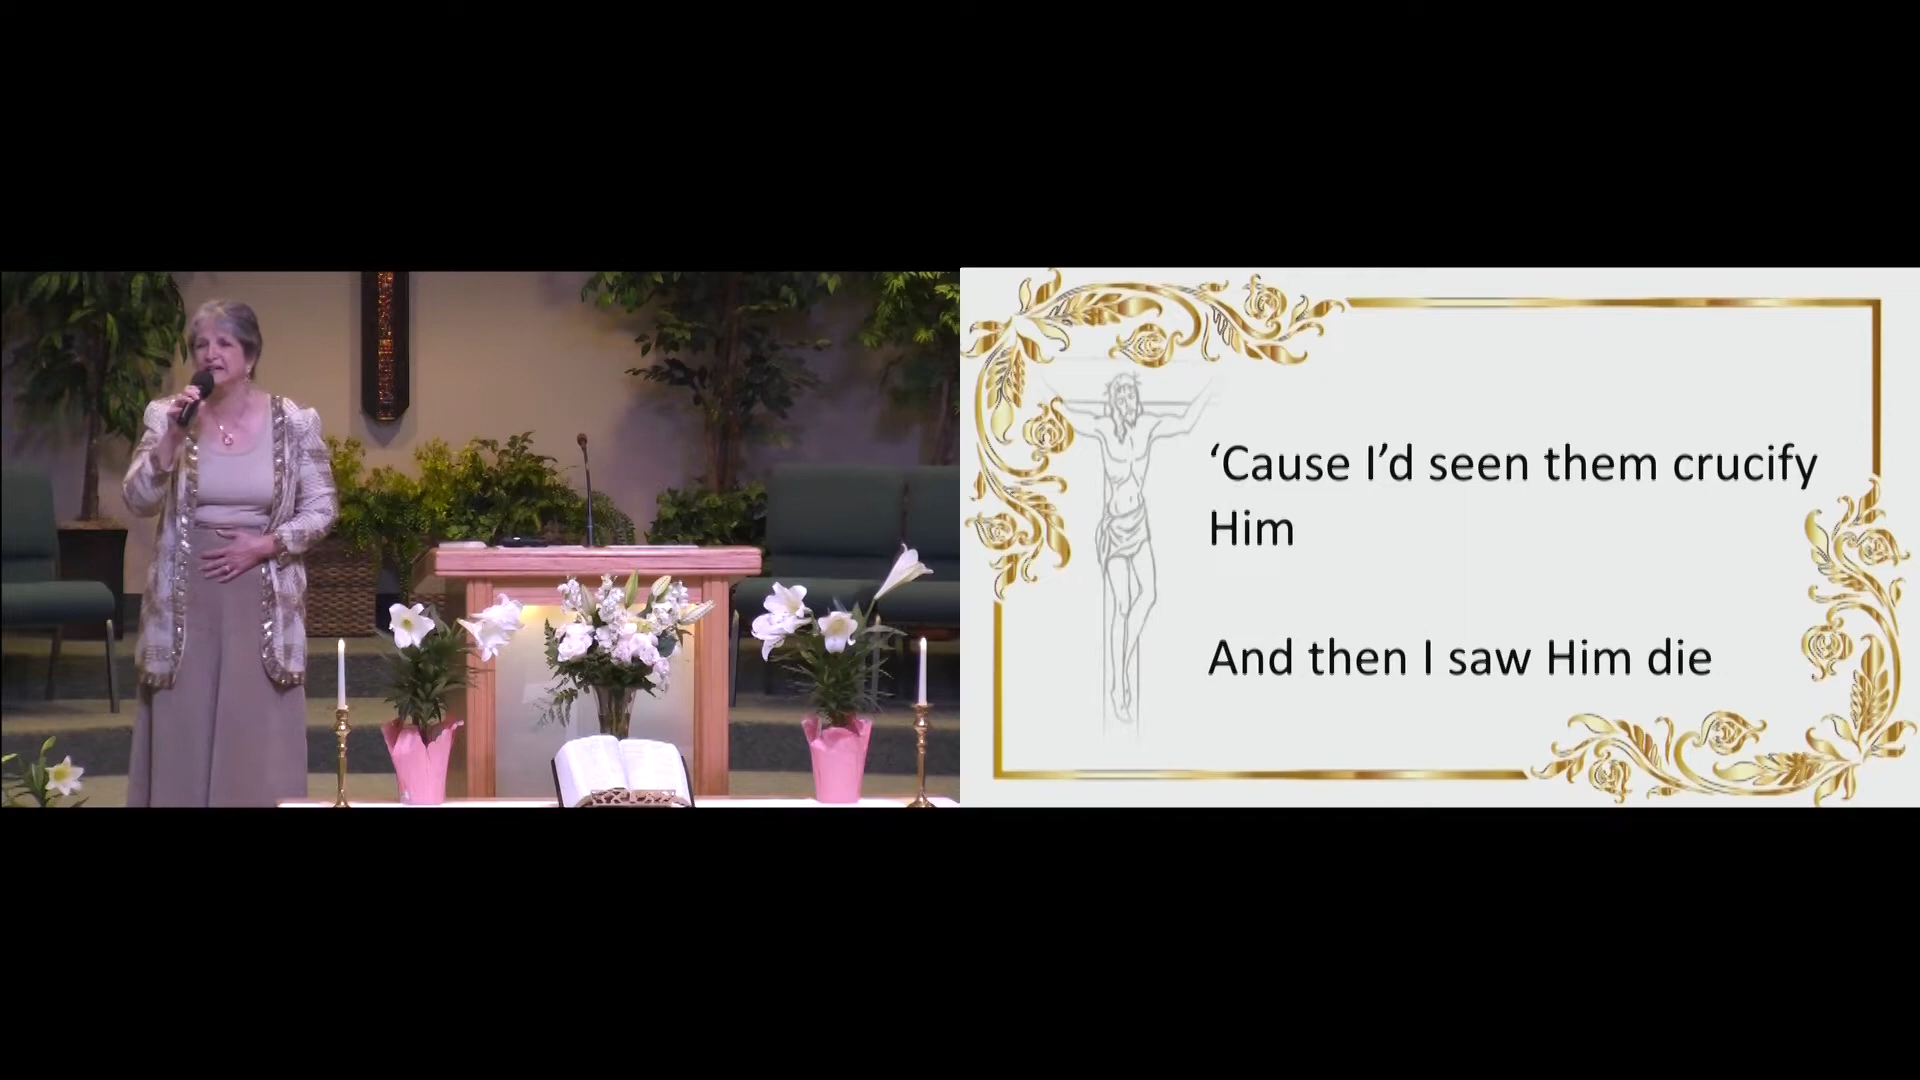 ‘Cause I’d seen them crucify
Him
And then I saw Him die